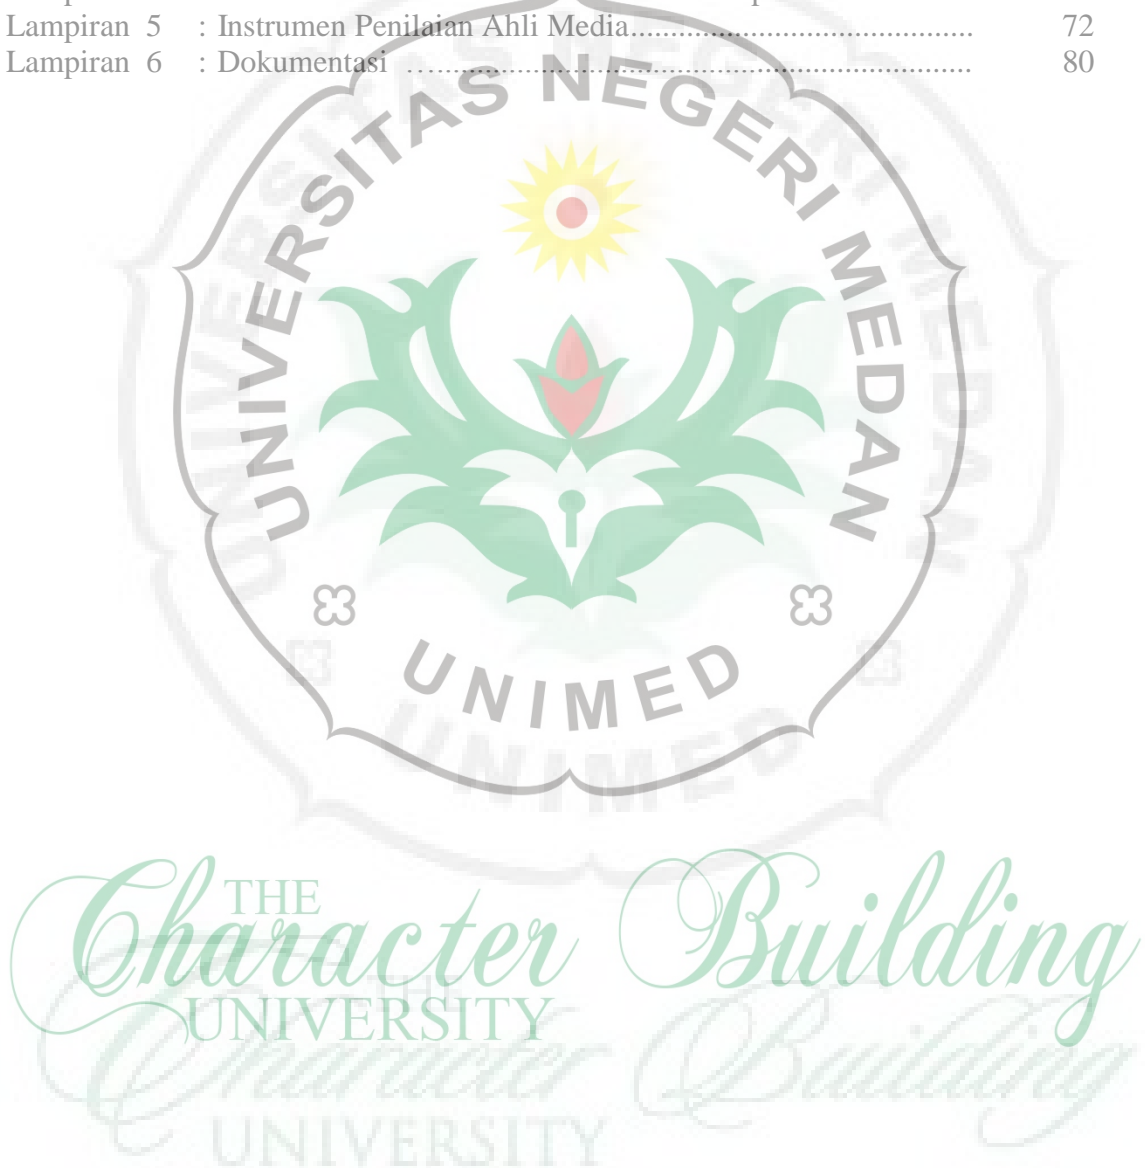 Lampiran 5 : Instrumen Penilaian Ahli Media...................................... 72
Lampiran 6 : Dokumentasi ............................................................... 80
UNIVERSITAS NEGERI MEDAN
UNIMED
THE
Character Building
UNIVERSITY